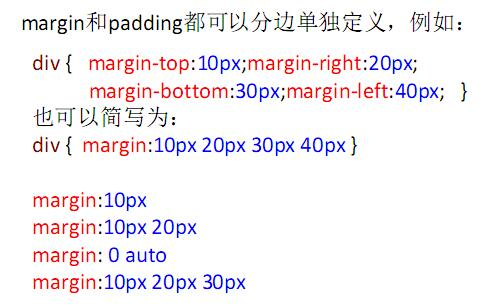 margin和padding都可以分边单独定义，例如：
div {   margin-top:10px;margin-right:20px;
margin-bottom:30px;margin-left:40px;   }
也可以简写为：
div {  margin:10px 20px 30px 40px }
margin:10px
margin:10px 20px
margin: 0 auto
margin:10px 20px 30px